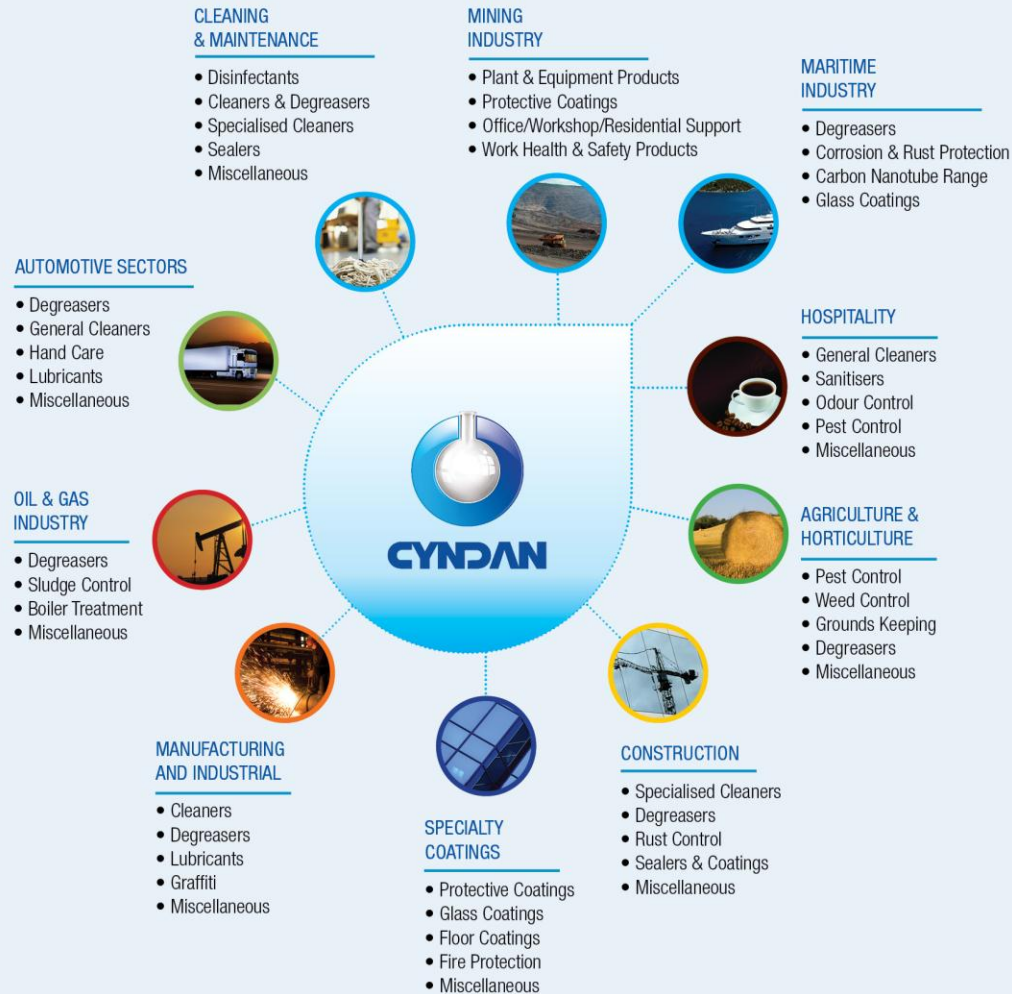 CLEANING
& MAINTENANCE
• Disinfectants
• Cleaners & Degreasers
• Specialised Cleaners
• Sealers
• Miscellaneous
MINING
INDUSTRY
• Plant & Equipment Products
• Protective Coatings
• Office/Workshop/Residential Support
• Work Health & Safety Products
MARITIME
INDUSTRY
• Degreasers
• Corrosion & Rust Protection
• Carbon Nanotube Range
• Glass Coatings
AUTOMOTIVE SECTORS
• Degreasers
• General Cleaners
• Hand Care
• Lubricants
• Miscellaneous
HOSPITALITY
• General Cleaners
• Sanitisers
• Odour Control
• Pest Control
• Miscellaneous
CYNDAN
OIL & GAS
INDUSTRY
• Degreasers
• Sludge Control
• Boiler Treatment
• Miscellaneous
AGRICULTURE &
HORTICULTURE
• Pest Control
• Weed Control
• Grounds Keeping
• Degreasers
• Miscellaneous
MANUFACTURING
AND INDUSTRIAL
• Cleaners
• Degreasers
• Lubricants
• Graffiti
• Miscellaneous
SPECIALTY
COATINGS
• Protective Coatings
• Glass Coatings
• Floor Coatings
• Fire Protection
• Miscellaneous
CONSTRUCTION
• Specialised Cleaners
• Degreasers
• Rust Control
• Sealers & Coatings
• Miscellaneous